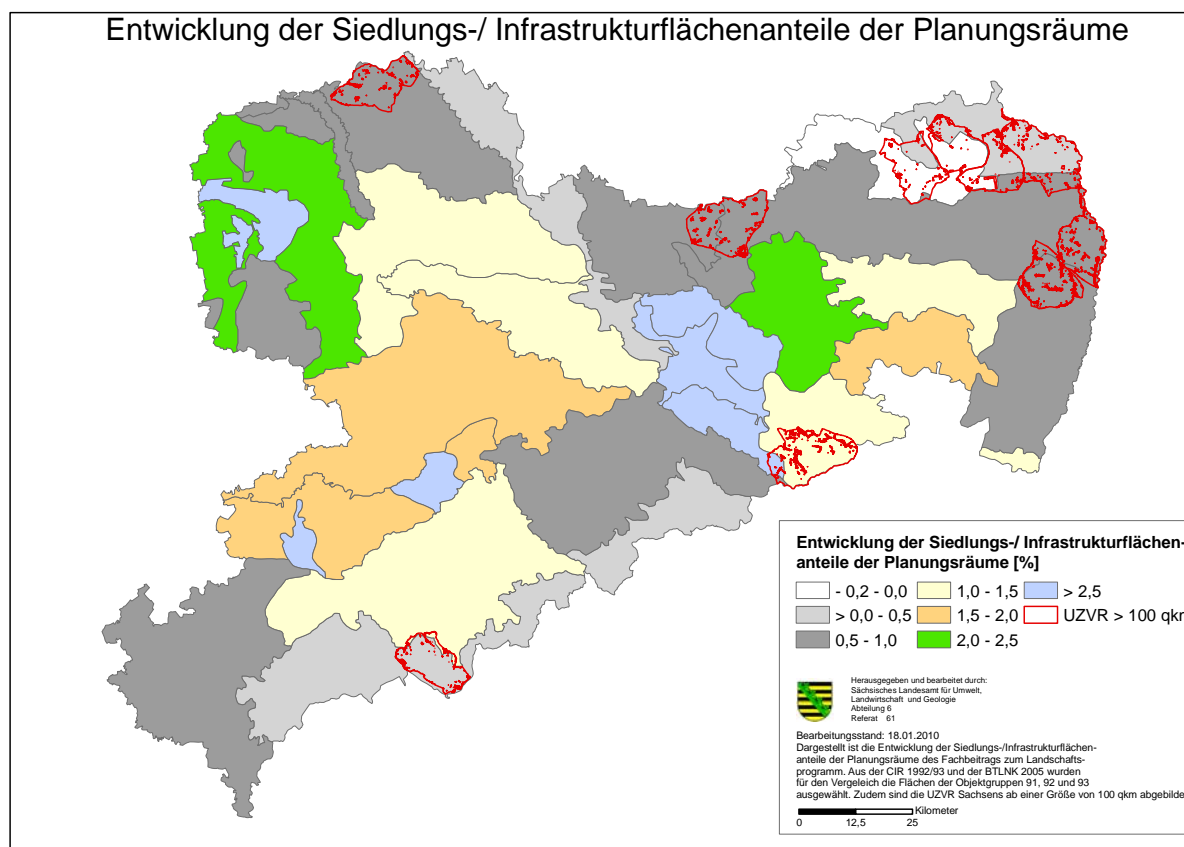 Entwicklung der Siedlungs-/ Infrastrukturflächenanteile der Planungsräume
Entwicklung der Siedlungs-/ Infrastrukturflächen-
anteile der Planungsräume [%]
- 0,2 - 0,0
> 0,0 - 0,5
0,5 - 1,0
1,0 - 1,5
1,5 - 2,0
2,0 - 2,5
> 2,5
UZVR > 100 qkm
Herausgegeben und bearbeitet durch:
Sächsisches Landesamt für Umwelt,
Landwirtschaft und Geologie
Abteilung 6
Referat 61
Bearbeitungsstand: 18.01.2010
Dargestellt ist die Entwicklung der Siedlungs-/Infrastrukturflächen-
anteile der Planungsräume des Fachbeitrags zum Landschafts-
programm. Aus der CIR 1992/93 und der BTLNK 2005 wurden
für den Vergeleich die Flächen der Objektgruppen 91, 92 und 93
ausgewählt. Zudem sind die UZVR Sachsens ab einer Größe von 100 qkm abgebilde
Kilometer
0 12,5 25